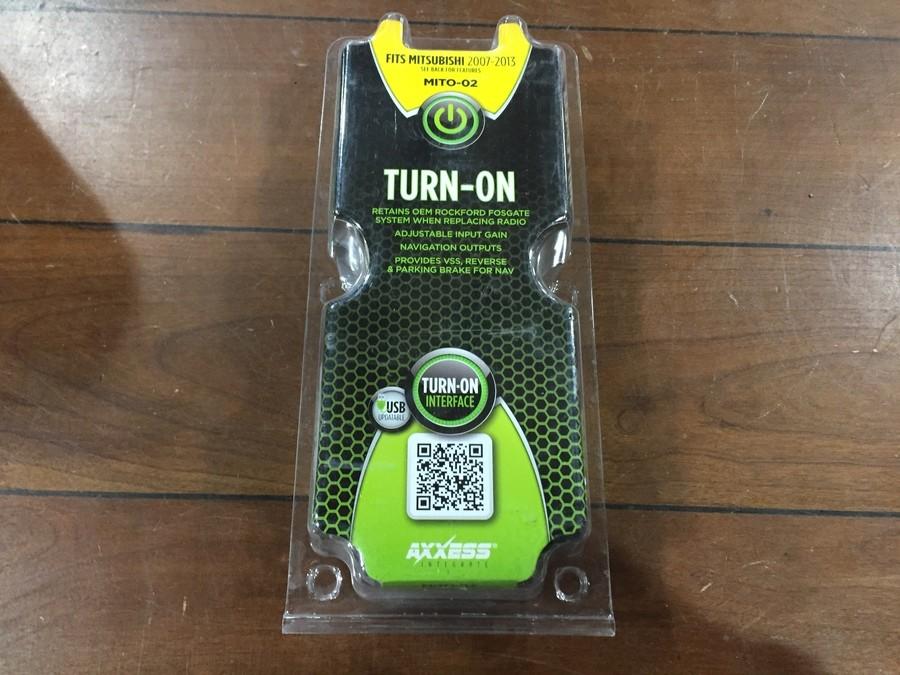 FITS MITSUBISHI 2007-2013
SEE BACK FOR FEATURES
MITO-02
TURN-ON
RETAINS OEM ROCKFORD FOSGATE
SYSTEM WHEN REPLACING RADIO
ADJUSTABLE INPUT GAIN
NAVIGATION OUTPUTS
PROVIDES VSS, REVERSE
& PARKING BRAKE FOR NAV
TURN-ON
INTERFACE
USB
UPDATABLE
AXXESS®
INTEGRATE